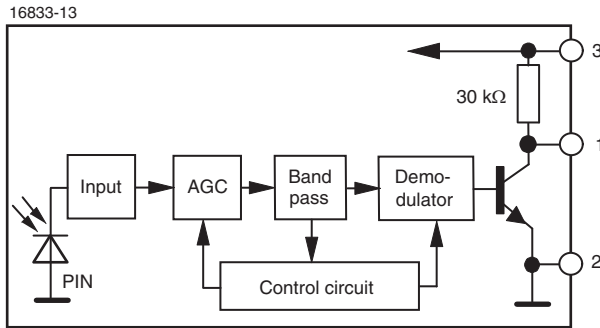 16833-13
3
30 kΩ
1
Input
AGC
Band
pass
Demo-
dulator
2
PIN
Control circuit